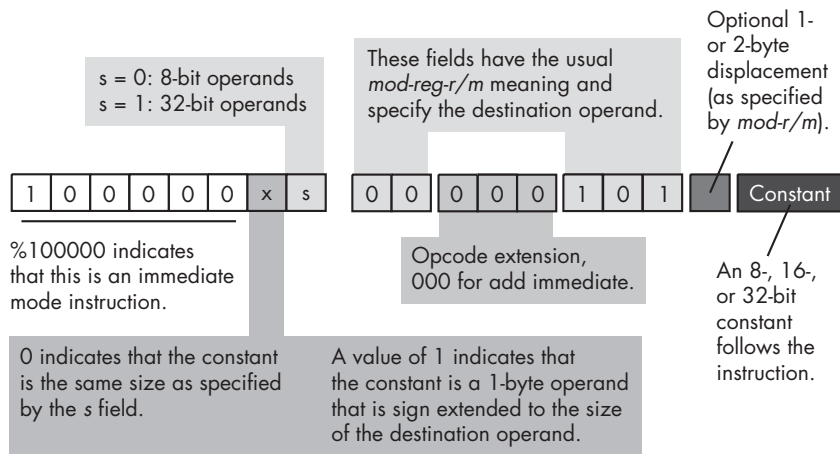 s = 0: 8-bit operands
s = 1: 32-bit operands
These fields have the usual
mod-reg-r/m meaning and
specify the destination operand.
Optional 1-
or 2-byte
displacement
(as specified
by mod-r/m).
1 0 0 0 0 0 x s 0 0 0 0 0 1 0 1 Constant
%100000 indicates
that this is an immediate
mode instruction.
Opcode extension,
000 for add immediate.
An 8-, 16-,
or 32-bit
constant
follows the
instruction.
0 indicates that the constant
is the same size as specified
by the s field.
A value of 1 indicates that
the constant is a 1-byte operand
that is sign extended to the size
of the destination operand.